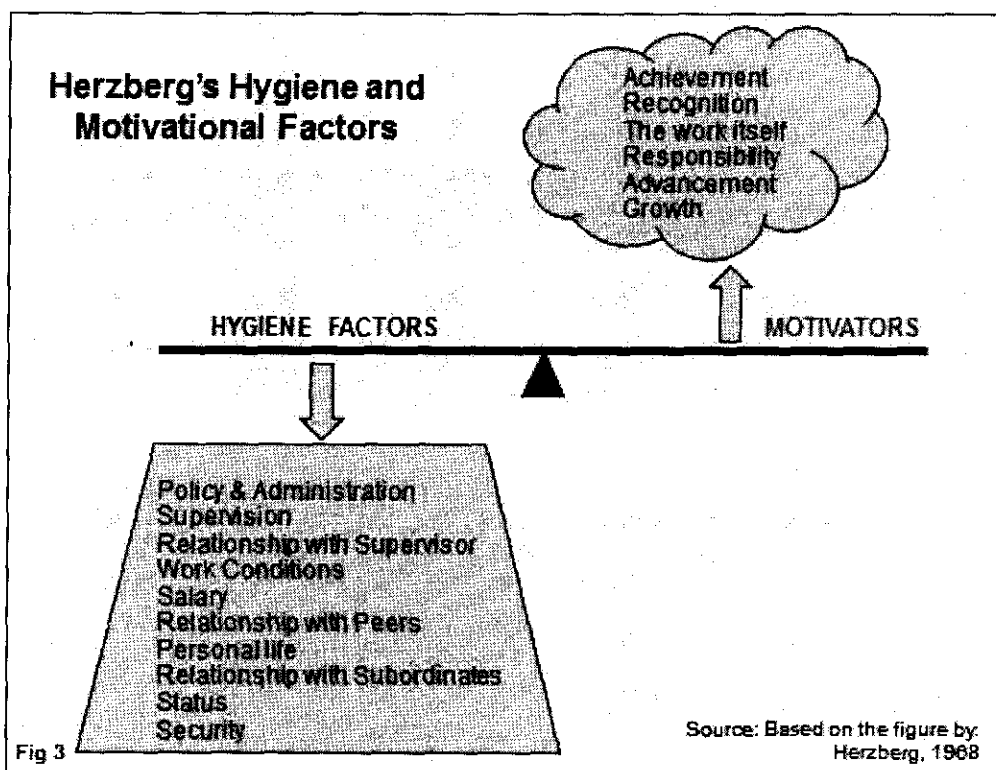 Herzberg's Hygiene and
Motivational Factors
Achievement
Recognition
The work itself
Responsibility
Advancement
Growth
HYGIENE FACTORS
MOTIVATORS
Policy & Administration
Supervision
Relationship with Supervisor
Work Conditions
Salary
Relationship with Peers
Personal life
Relationship with Subordinates
Status
Security
Fig 3
Source: Based on the figure by:
Herzberg, 1968